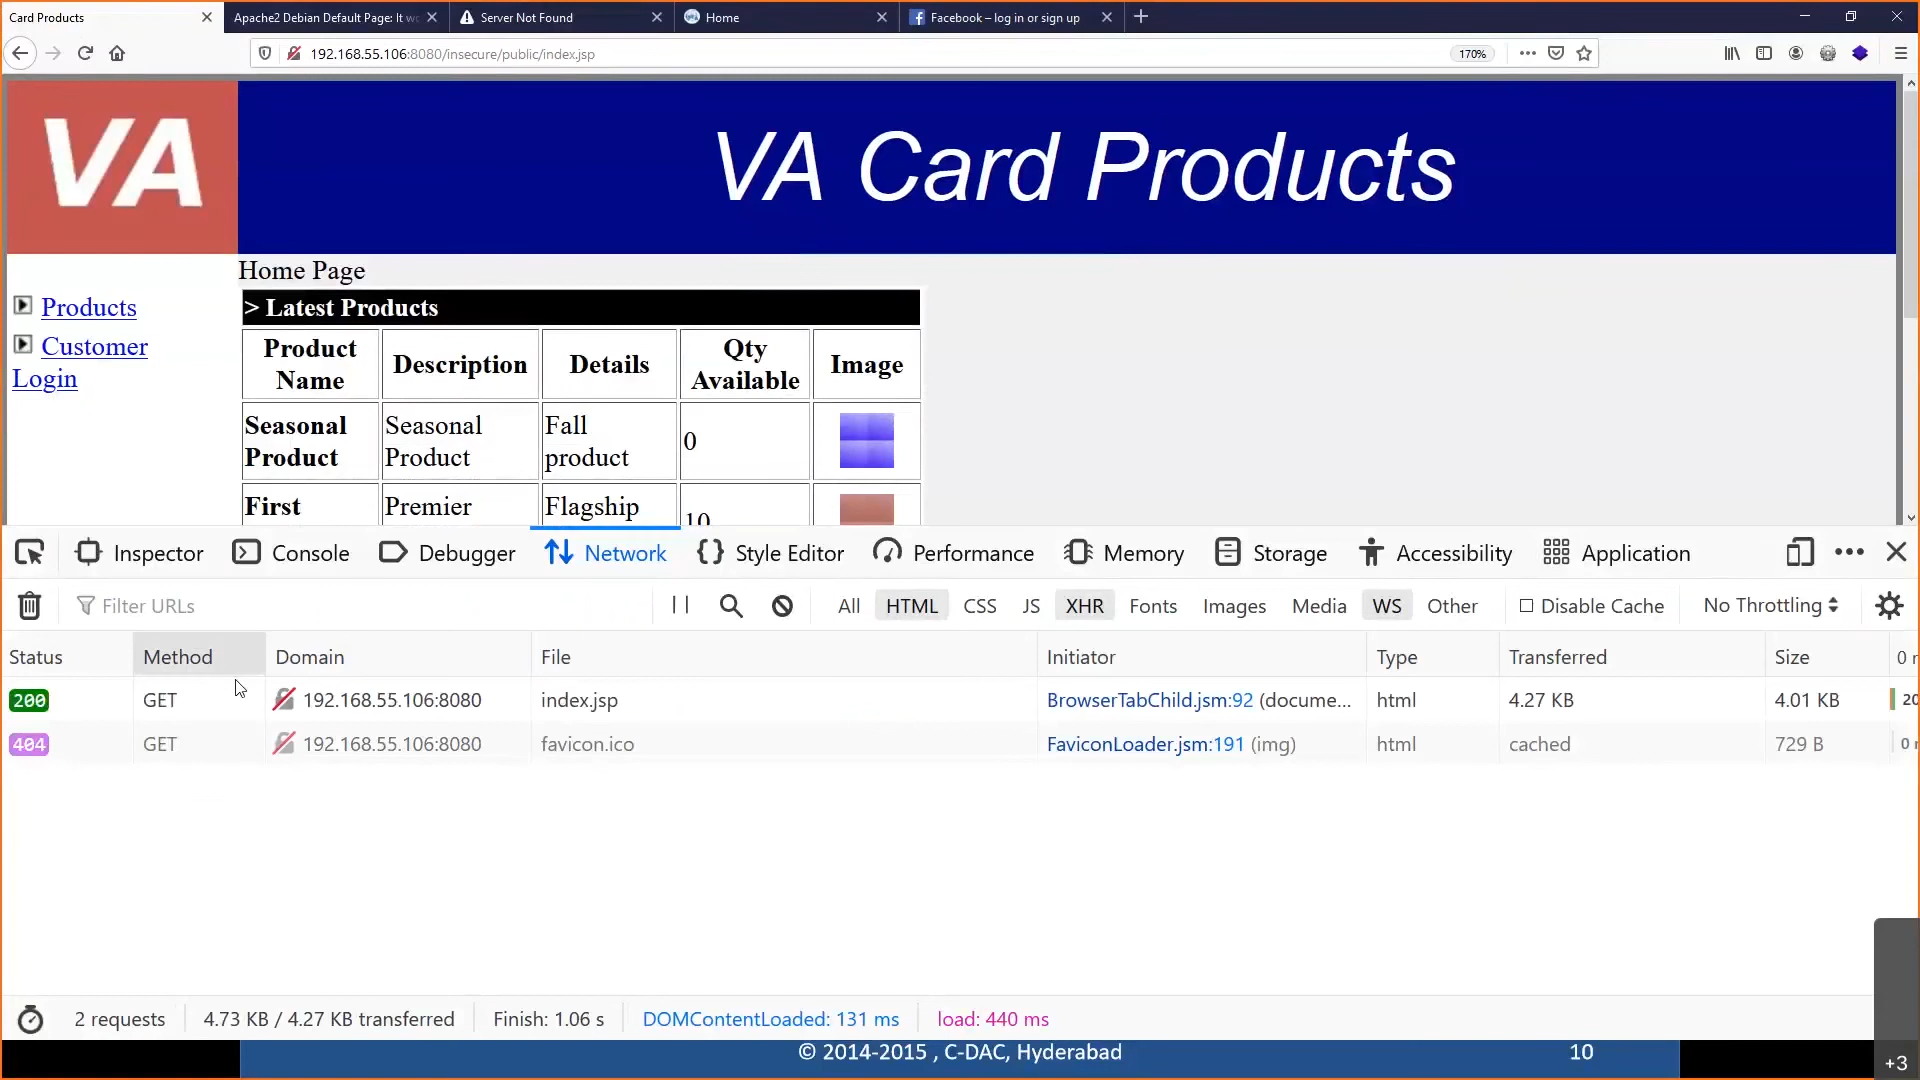 Card Products
Apache2 Debian Default Page: It wo
Server Not Found
Home
Facebook – log in or sign up
192.168.55.106:8080/insecure/public/index.jsp
170%
VA
VA Card Products
Home Page
Products
Customer
Login
> Latest Products
Product Name Description Details Qty Available Image
Seasonal Product Seasonal Product Fall product 0
First Premier Flagship 10
Inspector Console Debugger Network Style Editor Performance Memory Storage Accessibility Application
Filter URLs All HTML CSS JS XHR Fonts Images Media WS Other Disable Cache No Throttling
Status Method Domain File Initiator Type Transferred Size 0
200 GET 192.168.55.106:8080 index.jsp BrowserTabChild.jsm:92 (docume... html 4.27 KB 4.01 KB 20
404 GET 192.168.55.106:8080 favicon.ico FaviconLoader.jsm:191 (img) html cached 729 B 0
2 requests 4.73 KB / 4.27 KB transferred Finish: 1.06 s DOMContentLoaded: 131 ms load: 440 ms
© 2014-2015 , C-DAC, Hyderabad 10
+3